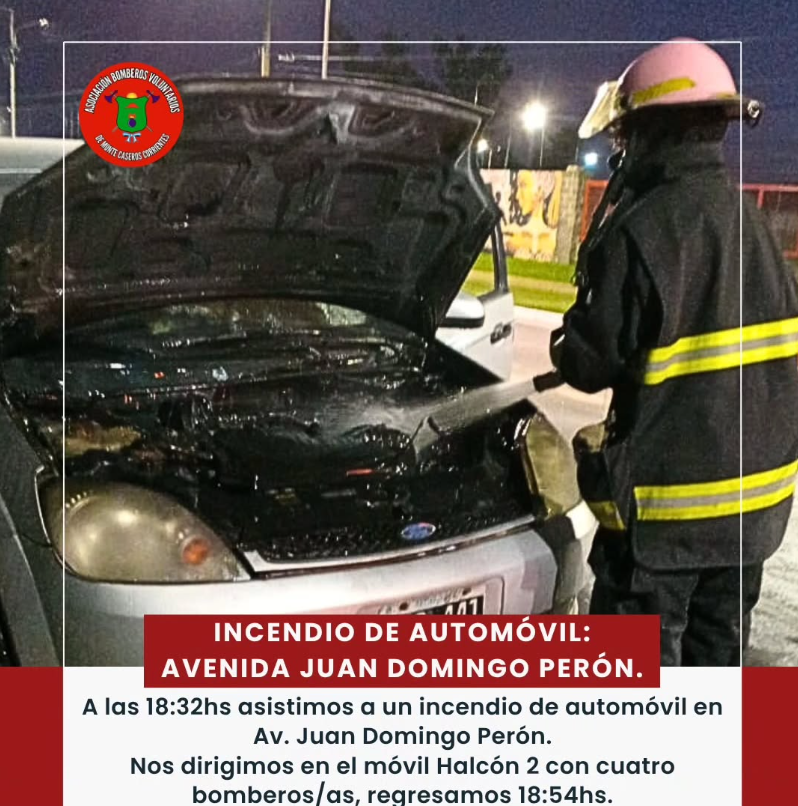 ASOCIACIÓN BOMBEROS VOLUNTARIOS
DE MONTE CASEROS CORRIENTES
INCENDIO DE AUTOMÓVIL:
AVENIDA JUAN DOMINGO PERÓN.
A las 18:32hs asistimos a un incendio de automóvil en
Av. Juan Domingo Perón.
Nos dirigimos en el móvil Halcón 2 con cuatro
bomberos/as, regresamos 18:54hs.